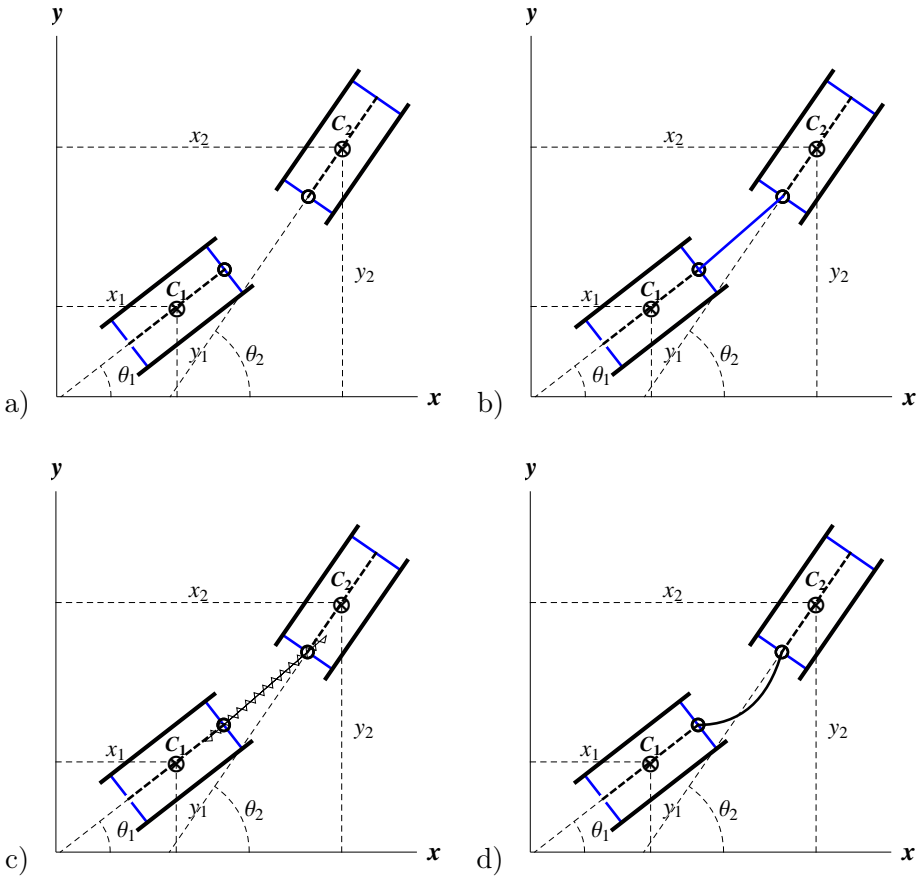 y
y
C₂
C₂
x₂
x₂
y₂
y₂
x₁
C₁
x₁
C₁
y₁
θ₂
y₁
θ₂
θ₁
θ₁
a)
x
b)
x
y
y
C₂
C₂
x₂
x₂
y₂
y₂
x₁
C₁
x₁
C₁
y₁
θ₂
y₁
θ₂
θ₁
θ₁
c)
x
d)
x